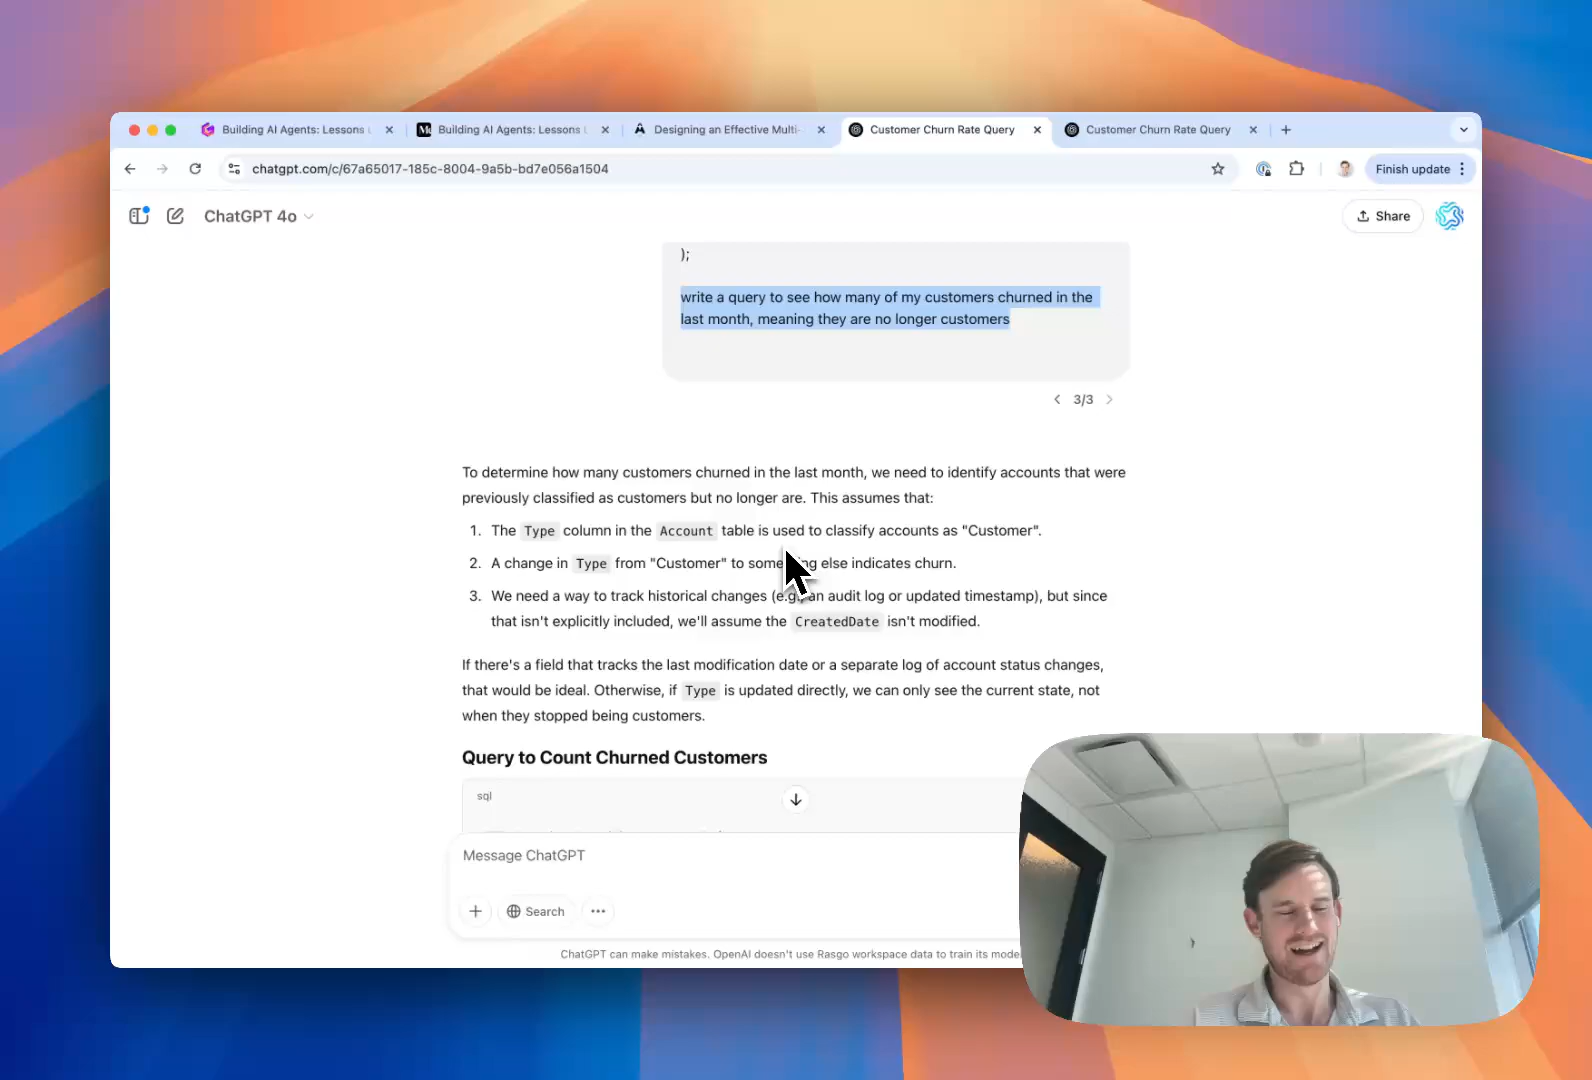 Building AI Agents: Lessons
Building AI Agents: Lessons
Designing an Effective Multi-
Customer Churn Rate Query
Customer Churn Rate Query
chatgpt.com/c/67a65017-185c-8004-9a5b-bd7e056a1504
Finish update
ChatGPT 4o
Share
);
write a query to see how many of my customers churned in the
last month, meaning they are no longer customers
3/3
To determine how many customers churned in the last month, we need to identify accounts that were
previously classified as customers but no longer are. This assumes that:
1. The Type column in the Account table is used to classify accounts as "Customer".
2. A change in Type from "Customer" to else indicates churn.
3. We need a way to track historical changes (e.g., an audit log or updated timestamp), but since
that isn't explicitly included, we'll assume the CreatedDate isn't modified.
If there's a field that tracks the last modification date or a separate log of account status changes,
that would be ideal. Otherwise, if Type is updated directly, we can only see the current state, not
when they stopped being customers.
Query to Count Churned Customers
sql
Message ChatGPT
Search
ChatGPT can make mistakes. OpenAI doesn't use Rasgo workspace data to train its